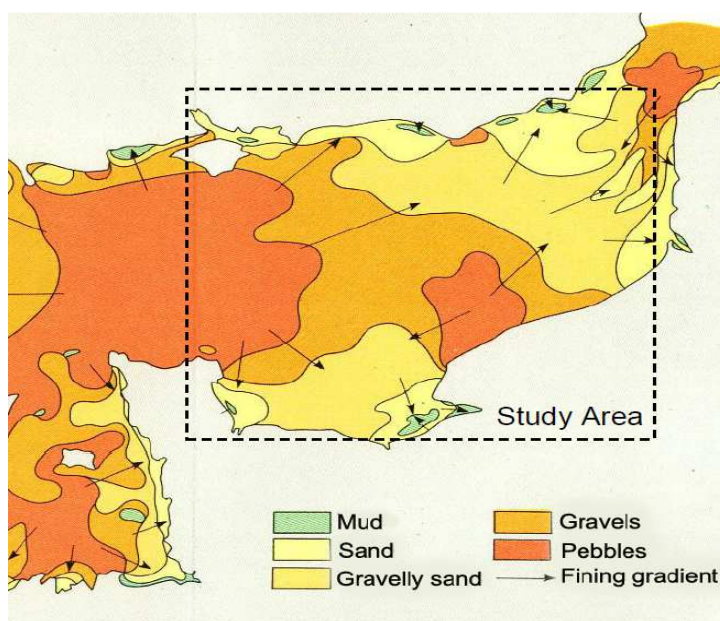 Study Area
Mud
Sand
Gravelly sand
Gravels
Pebbles
Fining gradient